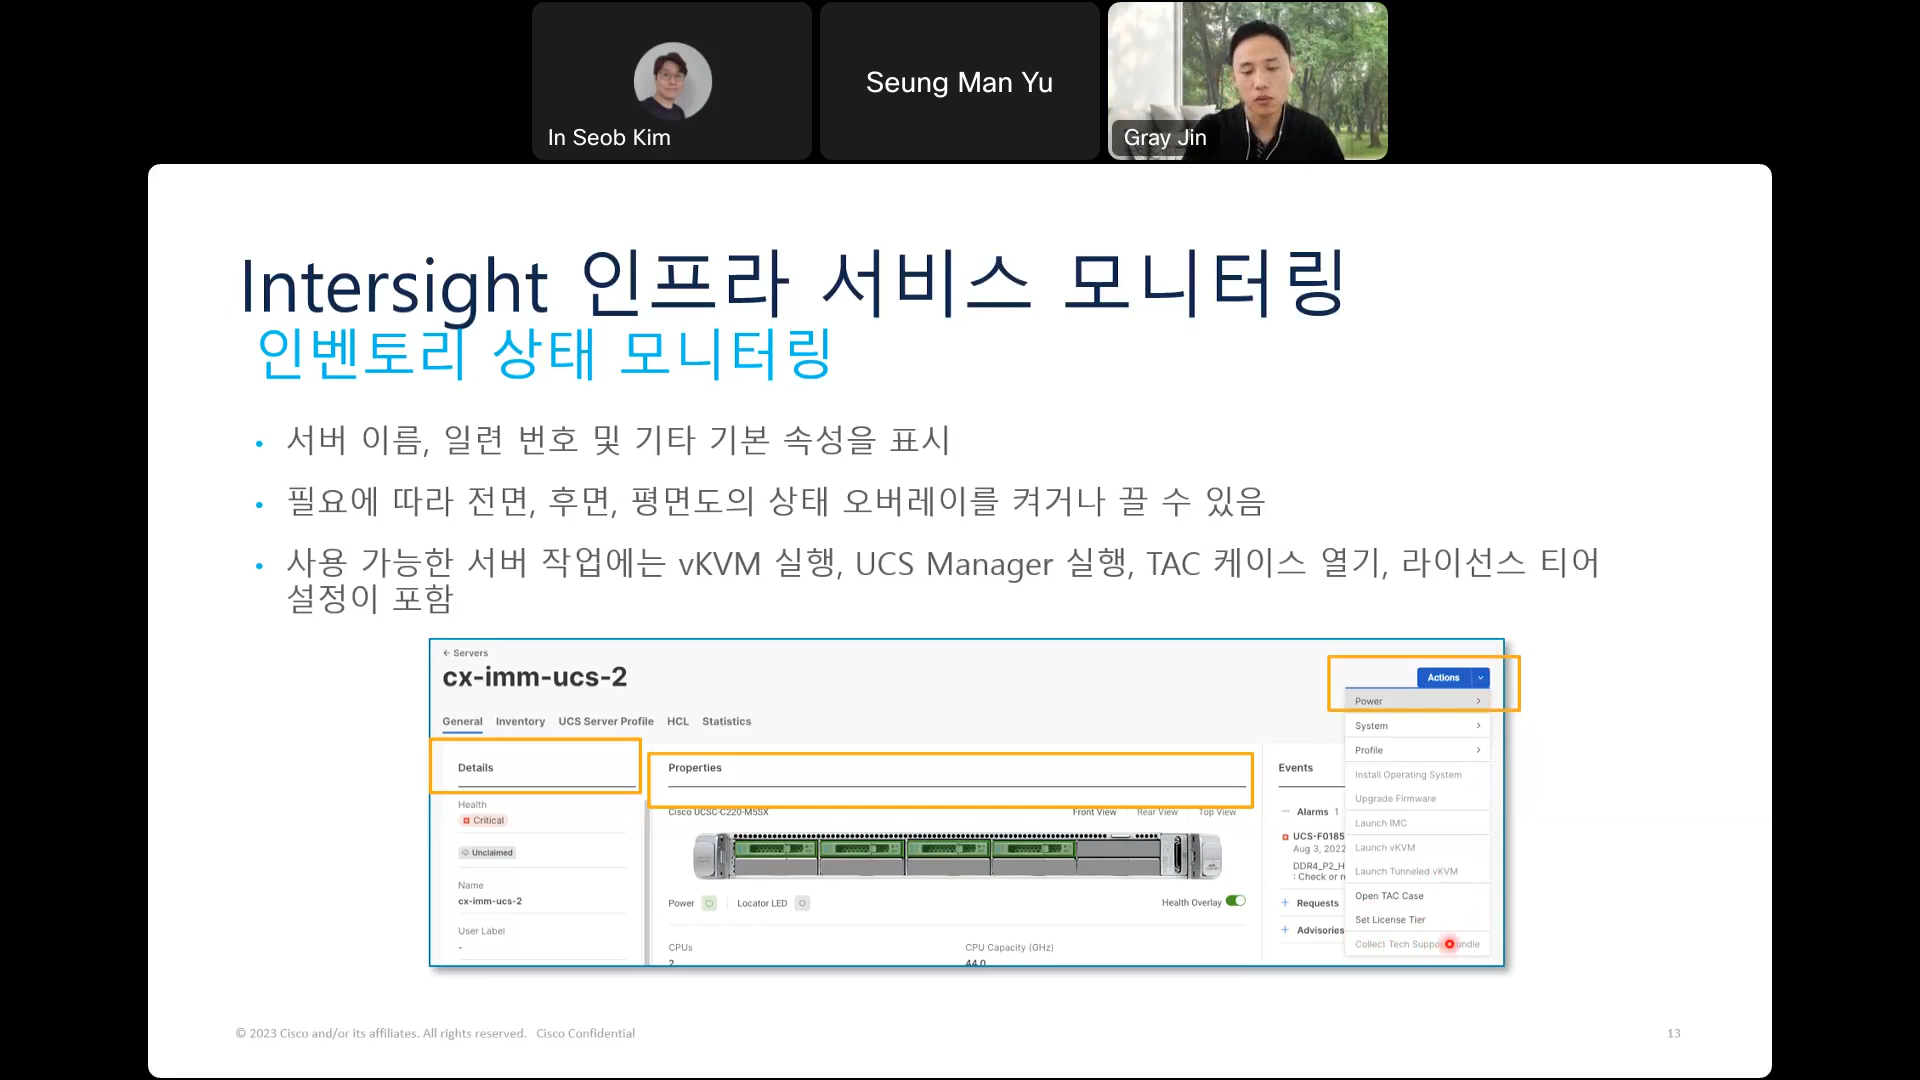 In Seob Kim
Seung Man Yu
Gray Jin
Intersight 인프라 서비스 모니터링
인벤토리 상태 모니터링
• 서버 이름, 일련 번호 및 기타 기본 속성을 표시
• 필요에 따라 전면, 후면, 평면도의 상태 오버레이를 켜거나 끌 수 있음
• 사용 가능한 서버 작업에는 vKVM 실행, UCS Manager 실행, TAC 케이스 열기, 라이선스 티어
설정이 포함
← Servers
cx-imm-ucs-2
Actions
General Inventory UCS Server Profile HCL Statistics
Details
Health
Critical
Unclaimed
Name
cx-imm-ucs-2
User Label
-
Properties
Cisco UCSC-C220-M5SX Front View Rear View Top View
Power Locator LED Health Overlay
CPUs CPU Capacity (GHz)
2 44.0
Events
Alarms 1
UCS-F0185
Aug 3, 2022
DDR4_P2_H
: Check or r
+ Requests
+ Advisories
Power
System
Profile
Install Operating System
Upgrade Firmware
Launch IMC
Launch vKVM
Launch Tunneled vKVM
Open TAC Case
Set License Tier
Collect Tech Suppo undle
© 2023 Cisco and/or its affiliates. All rights reserved. Cisco Confidential
13